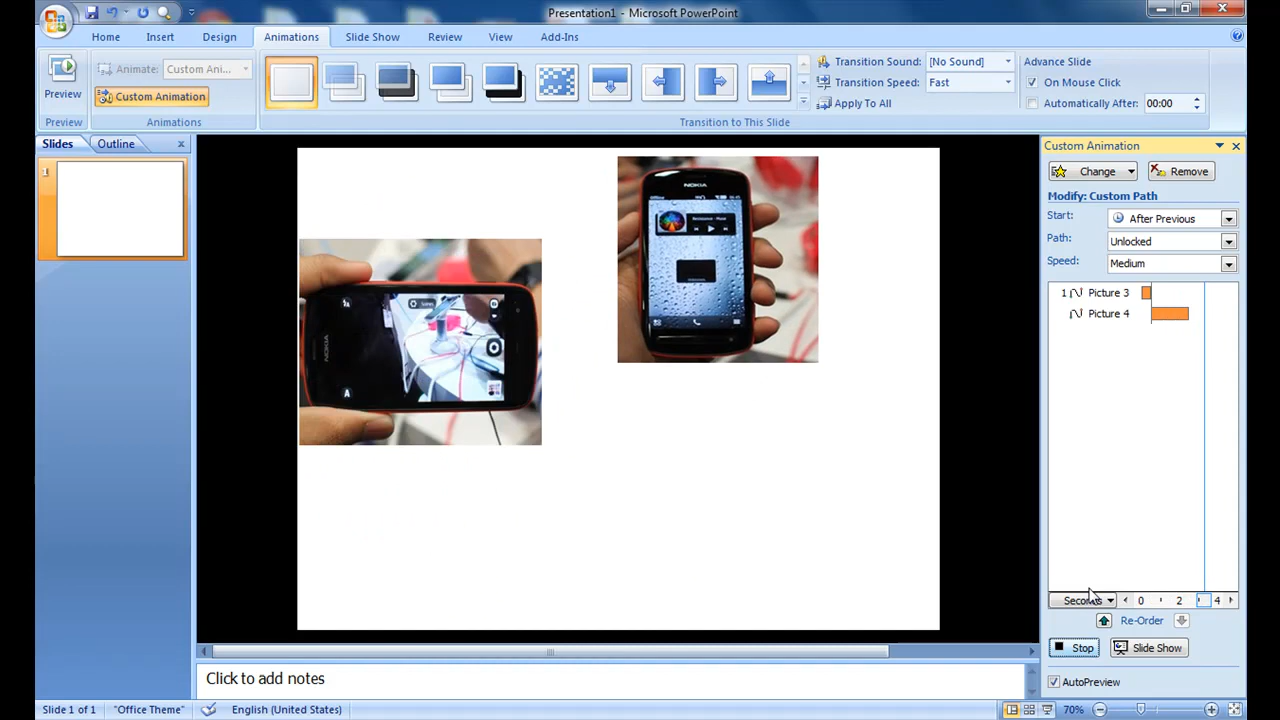 Presentation1 - Microsoft PowerPoint
Home Insert Design Animations Slide Show Review View Add-Ins
Preview
Animate: Custom Ani...
Custom Animation
Preview Animations
Transition Sound: [No Sound]
Transition Speed: Fast
Apply To All
Transition to This Slide
Advance Slide
On Mouse Click
Automatically After: 00:00
Slides Outline
1
NOKIA
NOKIA
A
Custom Animation
Change Remove
Modify: Custom Path
Start: After Previous
Path: Unlocked
Speed: Medium
1 Picture 3
Picture 4
Seconds 0 2 4
Re-Order
Stop Slide Show
AutoPreview
Click to add notes
Slide 1 of 1 "Office Theme" English (United States) 70%